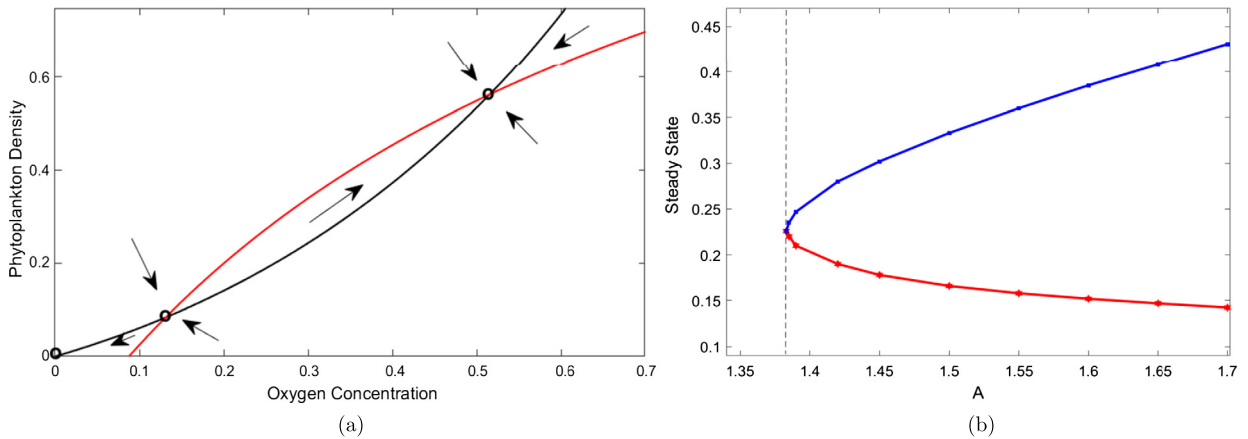 0.6
0.4
0.2
0
Phytoplankton Density
0 0.1 0.2 0.3 0.4 0.5 0.6 0.7
Oxygen Concentration
(a)
0.45
0.4
0.35
0.3
0.25
0.2
0.15
0.1
Steady State
1.35 1.4 1.45 1.5 1.55 1.6 1.65 1.7
A
(b)